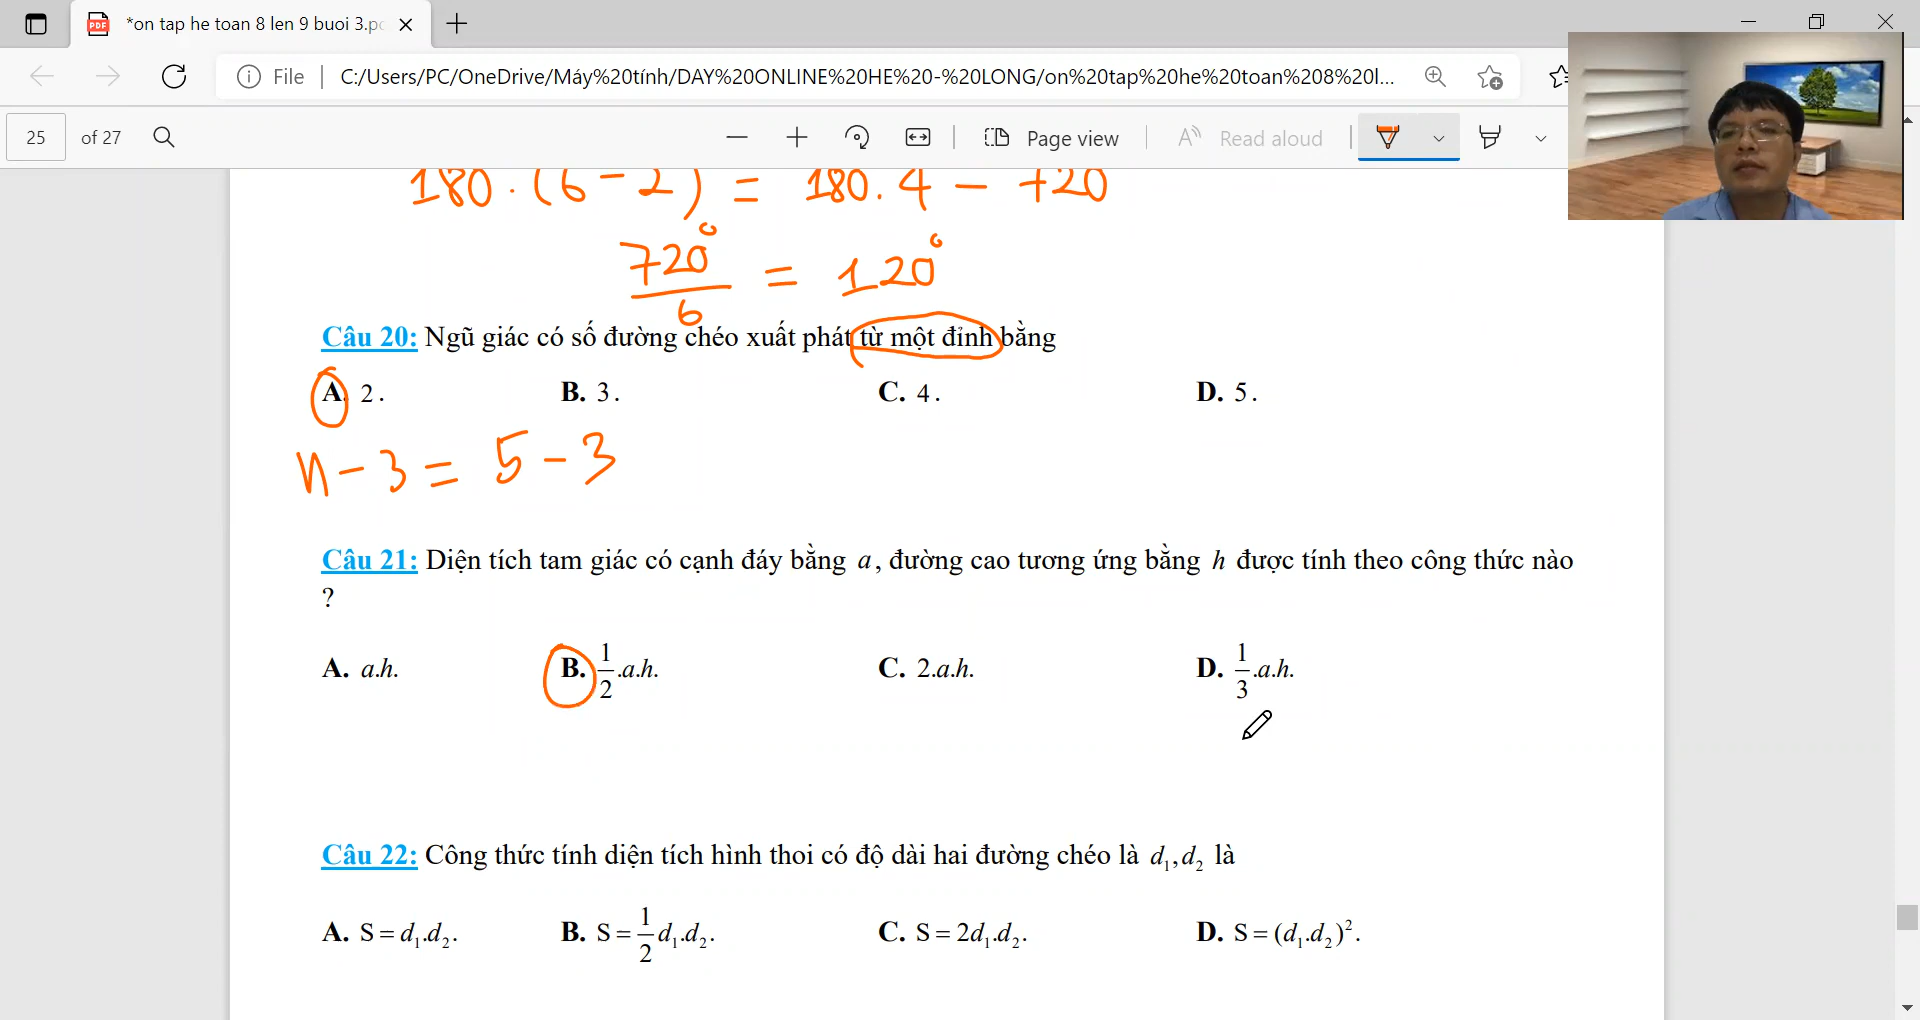 *on tap he toan 8 len 9 buoi 3.pc
File C:/Users/PC/OneDrive/Máy%20tính/DAY%20ONLINE%20HE%20-%20LONG/on%20tap%20he%20toan%208%20l...
25 of 27 Page view Read aloud
180.(6-2) = 180.4 - 720
720°/6 = 120°
Câu 20: Ngũ giác có số đường chéo xuất phát từ một đỉnh bằng
A. 2. B. 3. C. 4. D. 5.
n - 3 = 5 - 3
Câu 21: Diện tích tam giác có cạnh đáy bằng a, đường cao tương ứng bằng h được tính theo công thức nào
?
A. a.h. B. 1/2.a.h. C. 2.a.h. D. 1/3.a.h.
Câu 22: Công thức tính diện tích hình thoi có độ dài hai đường chéo là d₁,d₂ là
A. S=d₁.d₂. B. S=1/2 d₁.d₂. C. S=2d₁.d₂. D. S=(d₁.d₂)².